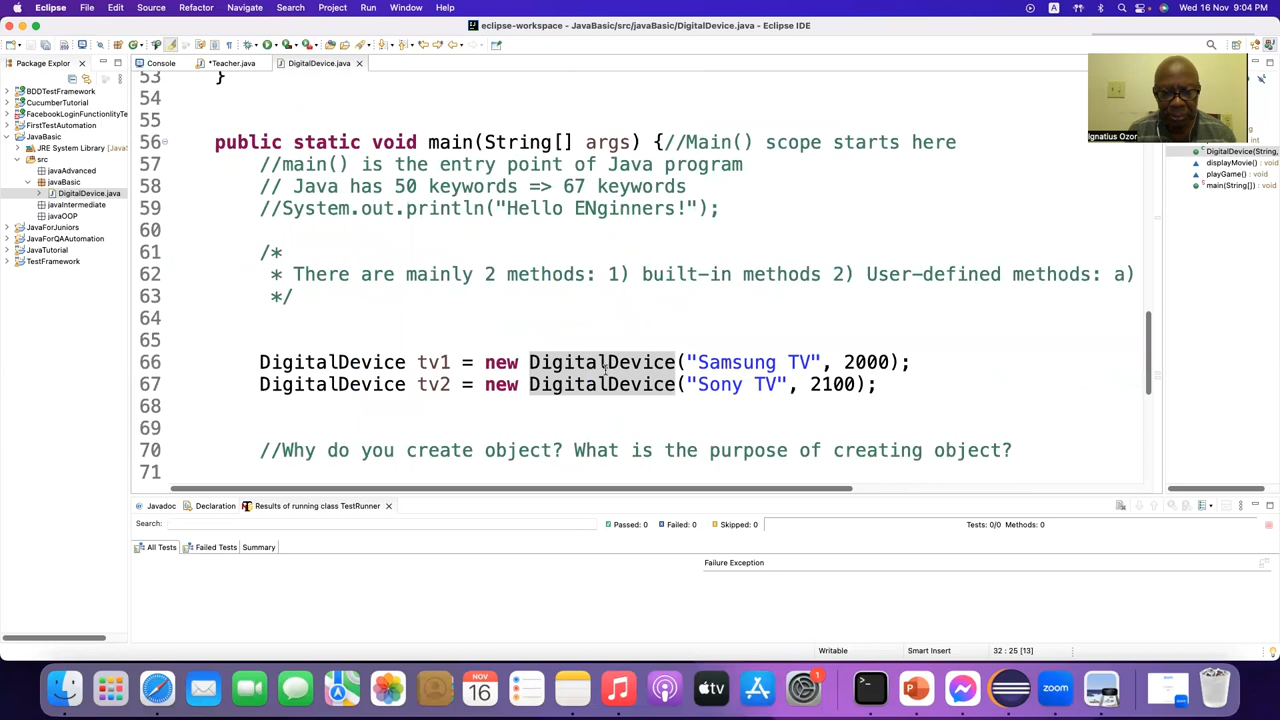 Eclipse File Edit Source Refactor Navigate Search Project Run Window Help
Wed 16 Nov 9:04 PM
eclipse-workspace - JavaBasic/src/javaBasic/DigitalDevice.java - Eclipse IDE
Package Explor
Console
*Teacher.java
DigitalDevice.java
BDDTestFramework
CucumberTutorial
FacebookLoginFunctionlityTe
FirstTestAutomation
JavaBasic
JRE System Library [Java
src
javaAdvanced
javaBasic
DigitalDevice.java
javaIntermediate
javaOOP
JavaForJuniors
JavaForQAAutomation
JavaTutorial
TestFramework
53 }
54
55
56 public static void main(String[] args) {//Main() scope starts here
57 //main() is the entry point of Java program
58 // Java has 50 keywords => 67 keywords
59 //System.out.println("Hello ENginners!");
60
61 /*
62 * There are mainly 2 methods: 1) built-in methods 2) User-defined methods: a)
63 */
64
65
66 DigitalDevice tv1 = new DigitalDevice("Samsung TV", 2000);
67 DigitalDevice tv2 = new DigitalDevice("Sony TV", 2100);
68
69
70 //Why do you create object? What is the purpose of creating object?
71
Ignatius Ozor
DigitalDevice(String,
displayMovie() : void
playGame() : void
main(String[]) : void
Javadoc
Declaration
Results of running class TestRunner
Search:
Passed: 0
Failed: 0
Skipped: 0
Tests: 0/0 Methods: 0
All Tests
Failed Tests
Summary
Failure Exception
Writable
Smart Insert
32 : 25 [13]
NOV
16
tv
1
zoom
zoom